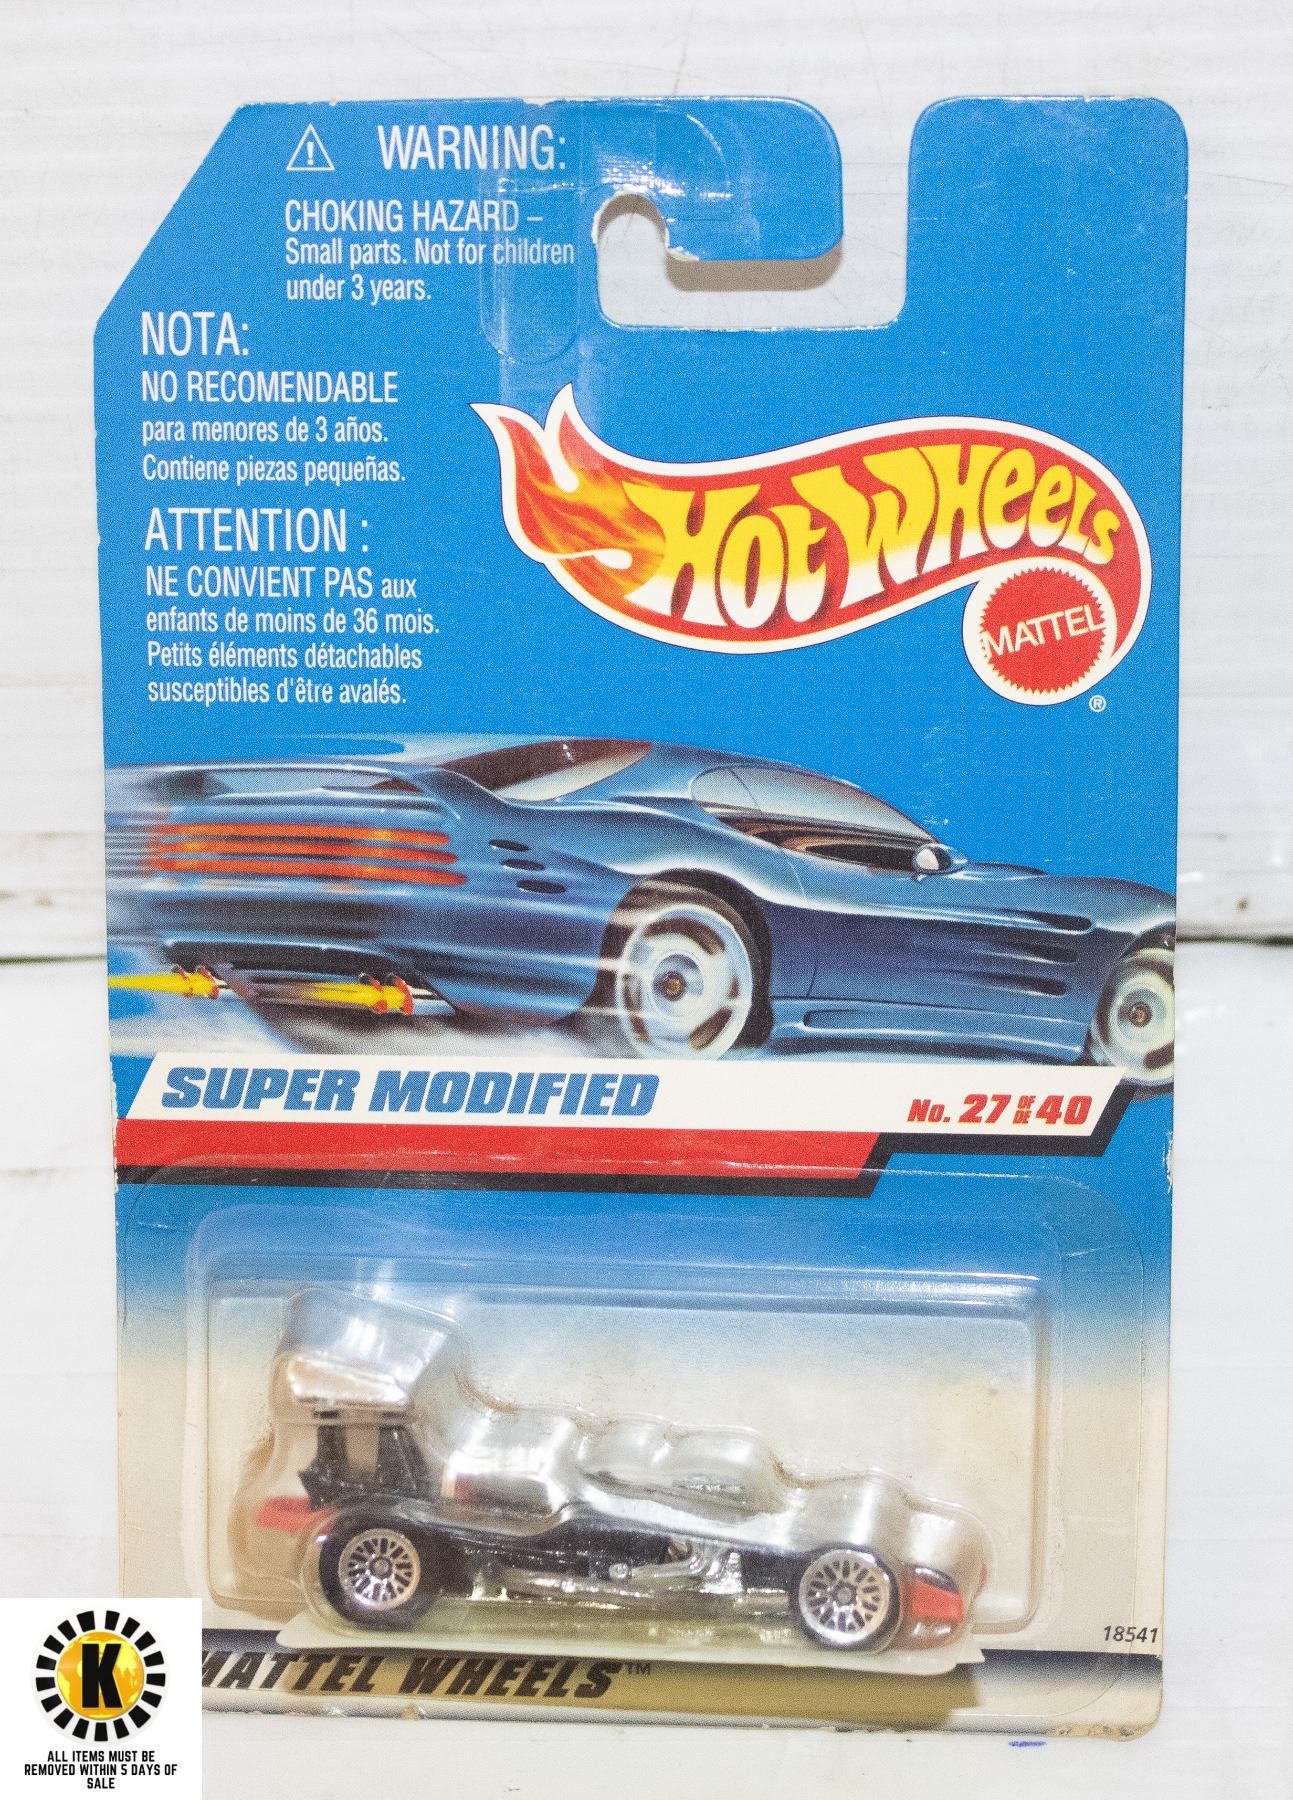 WARNING:
CHOKING HAZARD –
Small parts. Not for children
under 3 years.
NOTA:
NO RECOMENDABLE
para menores de 3 años.
Contiene piezas pequeñas.
ATTENTION :
NE CONVIENT PAS aux
enfants de moins de 36 mois.
Petits éléments détachables
susceptibles d'être avalés.
HOT WHEELS
MATTEL
®
SUPER MODIFIED
No. 27 OF DE 40
18541
MATTEL WHEELS™
K
ALL ITEMS MUST BE
REMOVED WITHIN 5 DAYS OF
SALE